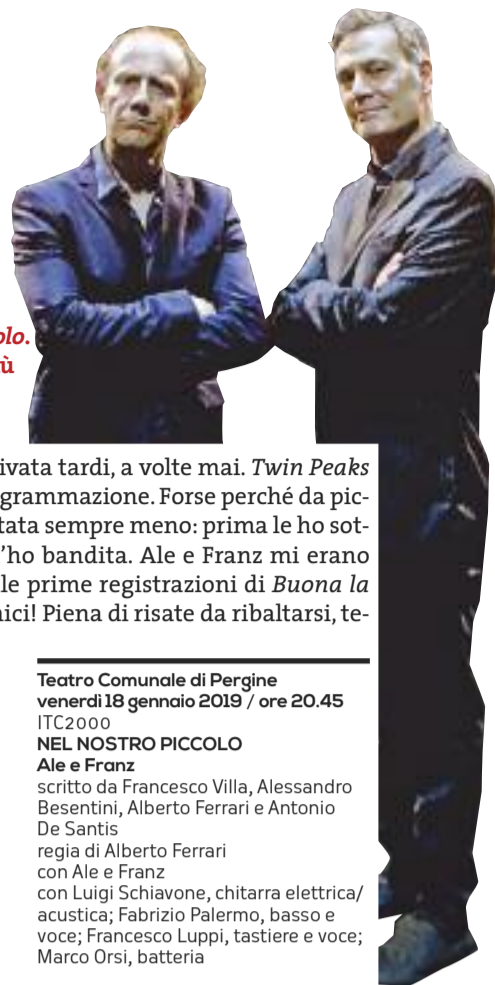 olo.
ù
ivata tardi, a volte mai. Twin Peaks
grammazione. Forse perché da pic-
tata sempre meno: prima le ho sot-
'ho bandita. Ale e Franz mi erano
le prime registrazioni di Buona la
nici! Piena di risate da ribaltarsi, te-
Teatro Comunale di Pergine
venerdì 18 gennaio 2019 / ore 20.45
ITC2000
NEL NOSTRO PICCOLO
Ale e Franz
scritto da Francesco Villa, Alessandro
Besentini, Alberto Ferrari e Antonio
De Santis
regia di Alberto Ferrari
con Ale e Franz
con Luigi Schiavone, chitarra elettrica/
acustica; Fabrizio Palermo, basso e
voce; Francesco Luppi, tastiere e voce;
Marco Orsi, batteria